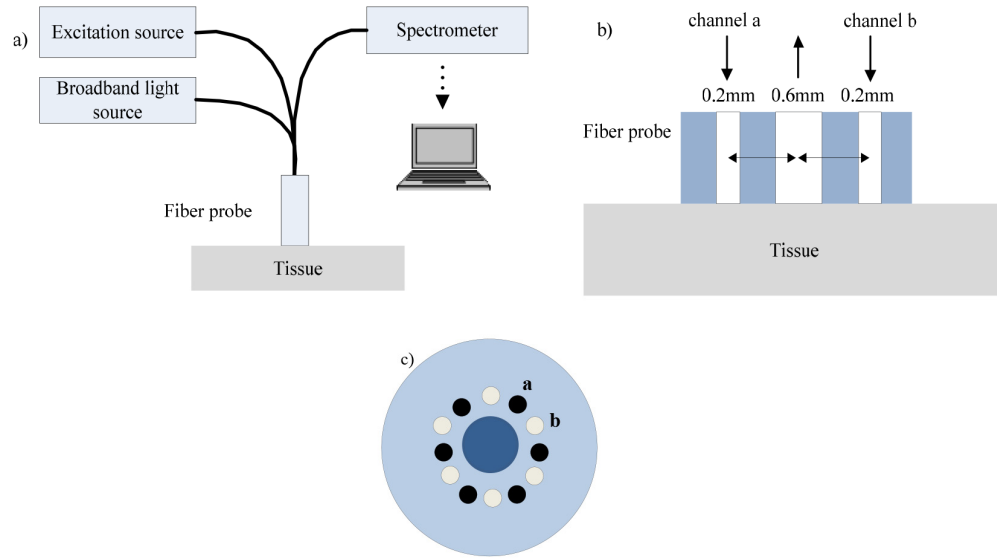 a)
Excitation source
Broadband light
source
Spectrometer
Fiber probe
Tissue
b)
channel a
channel b
0.2mm 0.6mm 0.2mm
Fiber probe
Tissue
c)
a
b